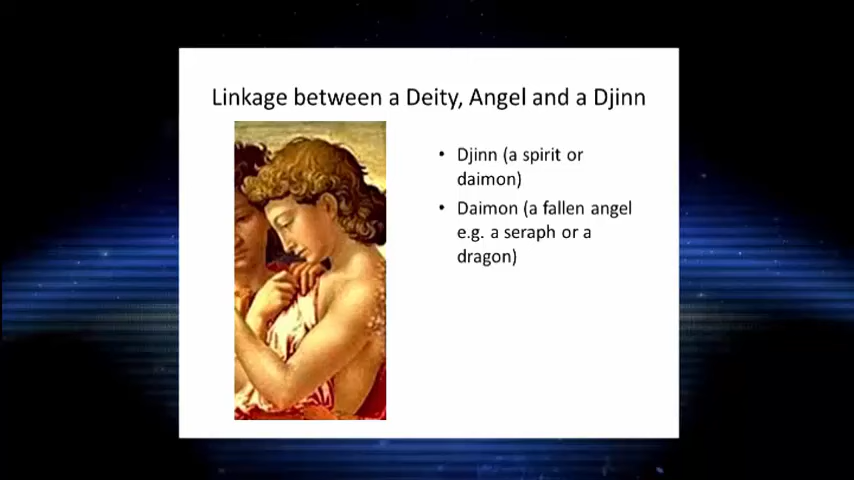 Linkage between a Deity, Angel and a Djinn
• Djinn (a spirit or
daimon)
• Daimon (a fallen angel
e.g. a seraph or a
dragon)